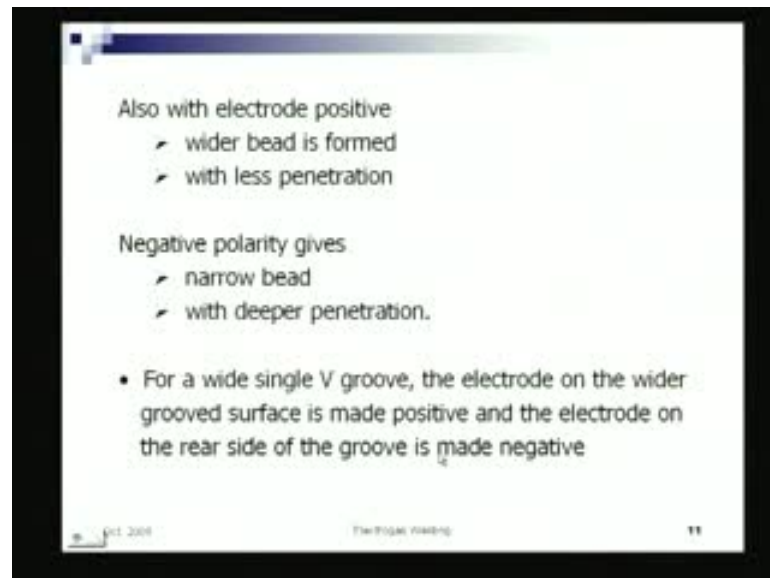 Also with electrode positive
➢ wider bead is formed
➢ with less penetration
Negative polarity gives
➢ narrow bead
➢ with deeper penetration.
• For a wide single V groove, the electrode on the wider
grooved surface is made positive and the electrode on
the rear side of the groove is made negative
Oct
Welding
11